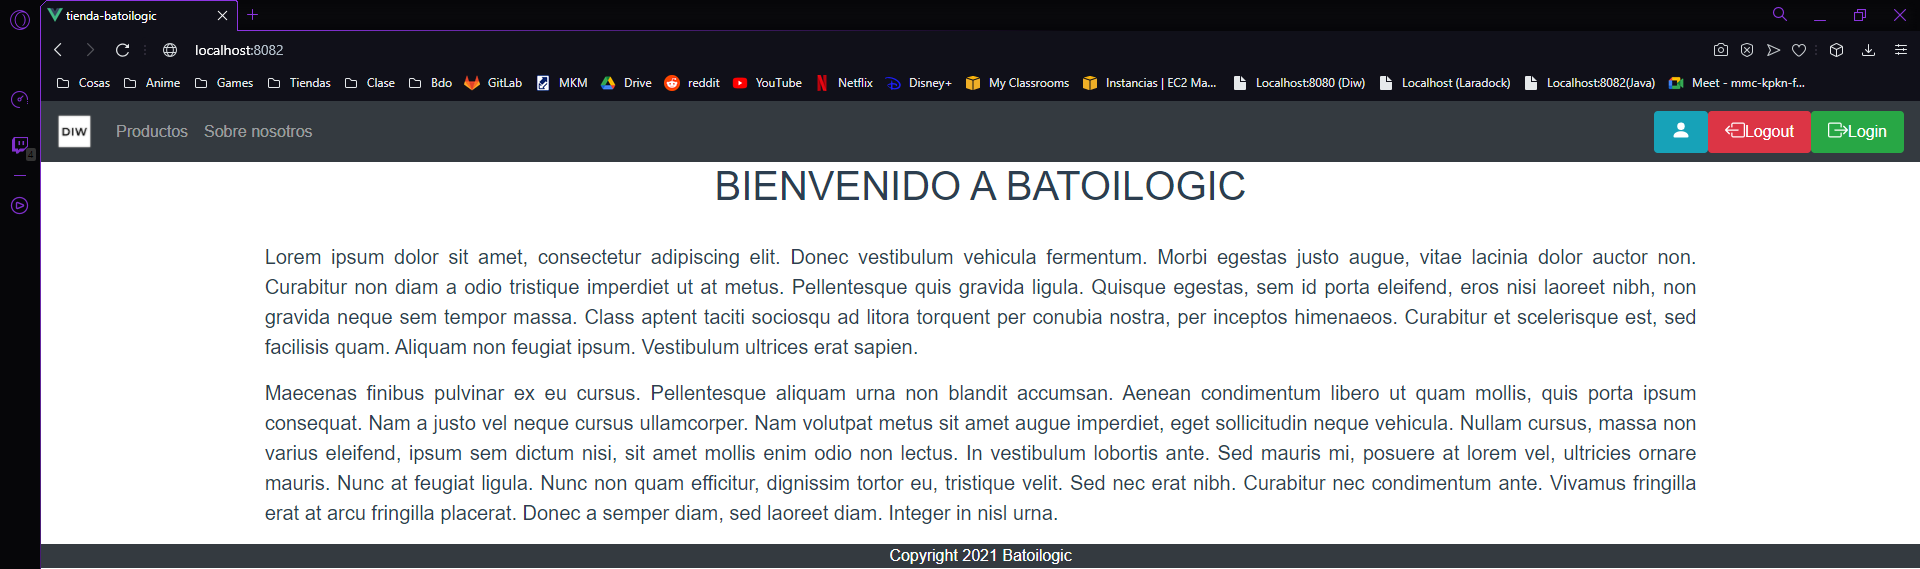 tienda-batoilogic
localhost:8082
Cosas Anime Games Tiendas Clase Bdo GitLab MKM Drive reddit YouTube Netflix Disney+ My Classrooms Instancias | EC2 Ma... Localhost:8080 (Diw) Localhost (Laradock) Localhost:8082(Java) Meet - mmc-kpkn-f...
DIW Productos Sobre nosotros Logout Login
BIENVENIDO A BATOILOGIC
Lorem ipsum dolor sit amet, consectetur adipiscing elit. Donec vestibulum vehicula fermentum. Morbi egestas justo augue, vitae lacinia dolor auctor non.
Curabitur non diam a odio tristique imperdiet ut at metus. Pellentesque quis gravida ligula. Quisque egestas, sem id porta eleifend, eros nisi laoreet nibh, non
gravida neque sem tempor massa. Class aptent taciti sociosqu ad litora torquent per conubia nostra, per inceptos himenaeos. Curabitur et scelerisque est, sed
facilisis quam. Aliquam non feugiat ipsum. Vestibulum ultrices erat sapien.
Maecenas finibus pulvinar ex eu cursus. Pellentesque aliquam urna non blandit accumsan. Aenean condimentum libero ut quam mollis, quis porta ipsum
consequat. Nam a justo vel neque cursus ullamcorper. Nam volutpat metus sit amet augue imperdiet, eget sollicitudin neque vehicula. Nullam cursus, massa non
varius eleifend, ipsum sem dictum nisi, sit amet mollis enim odio non lectus. In vestibulum lobortis ante. Sed mauris mi, posuere at lorem vel, ultricies ornare
mauris. Nunc at feugiat ligula. Nunc non quam efficitur, dignissim tortor eu, tristique velit. Sed nec erat nibh. Curabitur nec condimentum ante. Vivamus fringilla
erat at arcu fringilla placerat. Donec a semper diam, sed laoreet diam. Integer in nisl urna.
Copyright 2021 Batoilogic